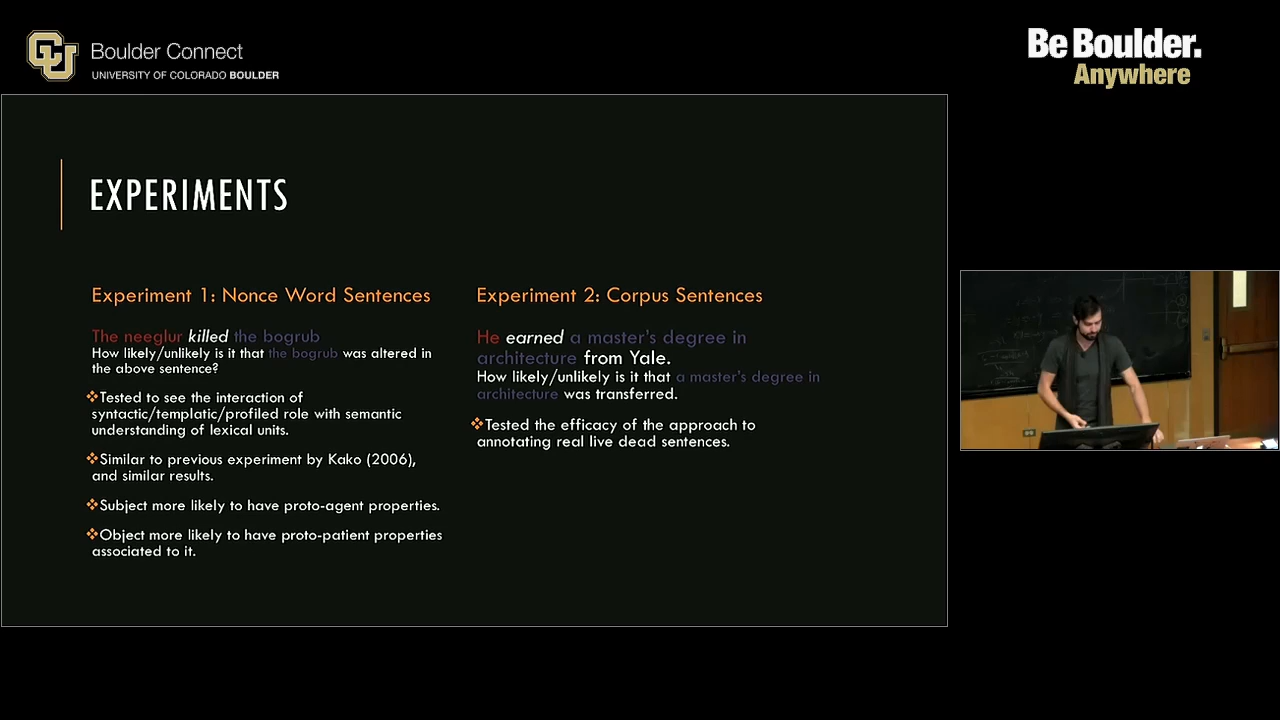 CU
Boulder Connect
UNIVERSITY OF COLORADO BOULDER
Be Boulder.
Anywhere
EXPERIMENTS
Experiment 1: Nonce Word Sentences
The neeglur killed the bogrub
How likely/unlikely is it that the bogrub was altered in
the above sentence?
❖Tested to see the interaction of
syntactic/templatic/profiled role with semantic
understanding of lexical units.
❖Similar to previous experiment by Kako (2006),
and similar results.
❖Subject more likely to have proto-agent properties.
❖Object more likely to have proto-patient properties
associated to it.
Experiment 2: Corpus Sentences
He earned a master's degree in
architecture from Yale.
How likely/unlikely is it that a master's degree in
architecture was transferred.
❖Tested the efficacy of the approach to
annotating real live dead sentences.